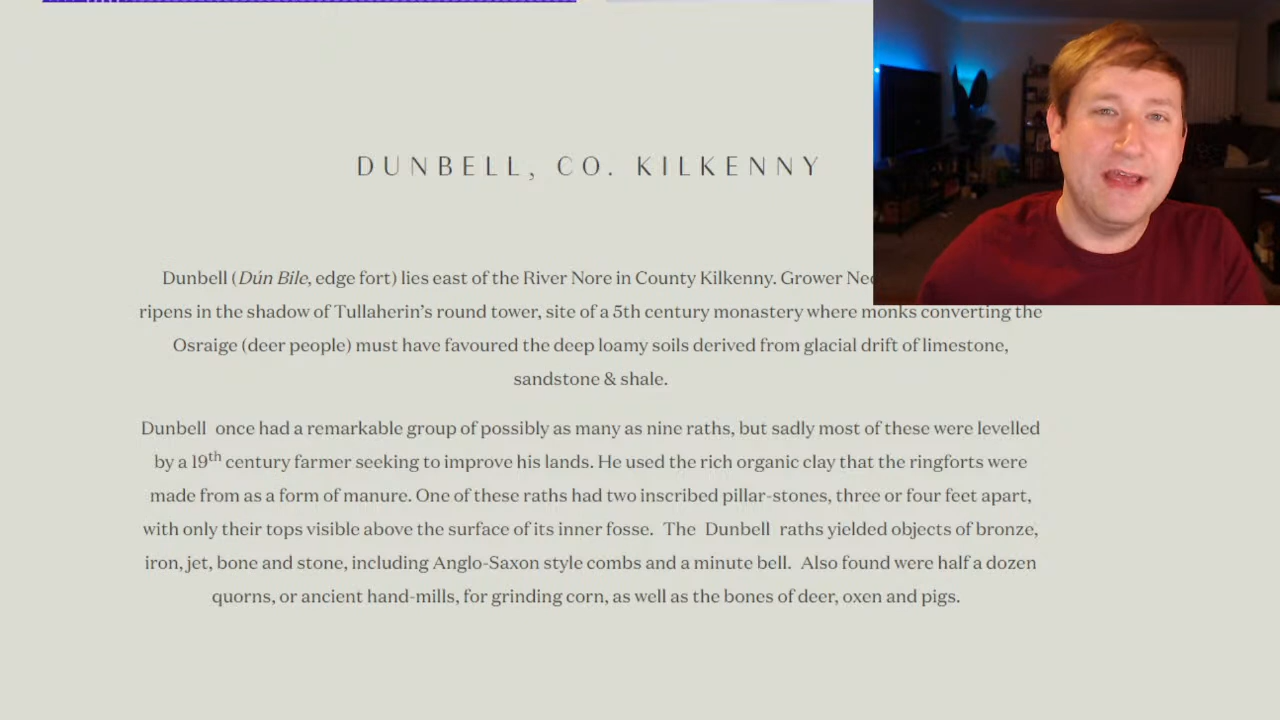 DUNBELL, CO. KILKENNY
Dunbell (Dún Bile, edge fort) lies east of the River Nore in County Kilkenny. Grower
ripens in the shadow of Tullaherin’s round tower, site of a 5th century monastery where monks converting the
Osraige (deer people) must have favoured the deep loamy soils derived from glacial drift of limestone,
sandstone & shale.
Dunbell once had a remarkable group of possibly as many as nine raths, but sadly most of these were levelled
by a 19th century farmer seeking to improve his lands. He used the rich organic clay that the ringforts were
made from as a form of manure. One of these raths had two inscribed pillar-stones, three or four feet apart,
with only their tops visible above the surface of its inner fosse. The Dunbell raths yielded objects of bronze,
iron, jet, bone and stone, including Anglo-Saxon style combs and a minute bell. Also found were half a dozen
quorns, or ancient hand-mills, for grinding corn, as well as the bones of deer, oxen and pigs.